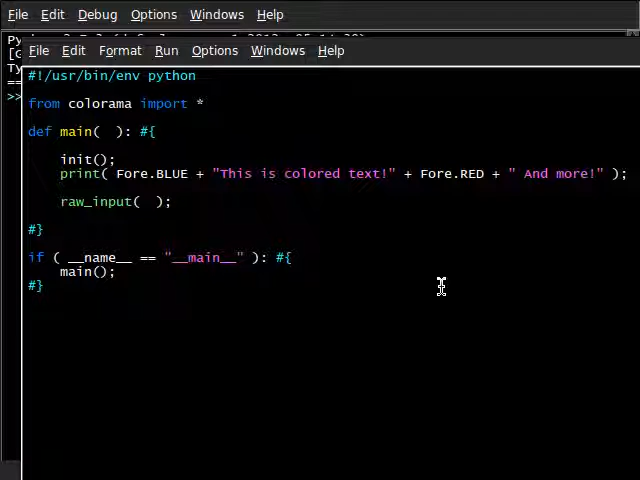 File Edit Debug Options Windows Help
Py
[G
Ty
==
>>
File Edit Format Run Options Windows Help
#!/usr/bin/env python
from colorama import *
def main(  ): #{
init();
print( Fore.BLUE + "This is colored text!" + Fore.RED + " And more!" );
raw_input(  );
#}
if ( __name__ == "__main__" ): #{
main();
#}